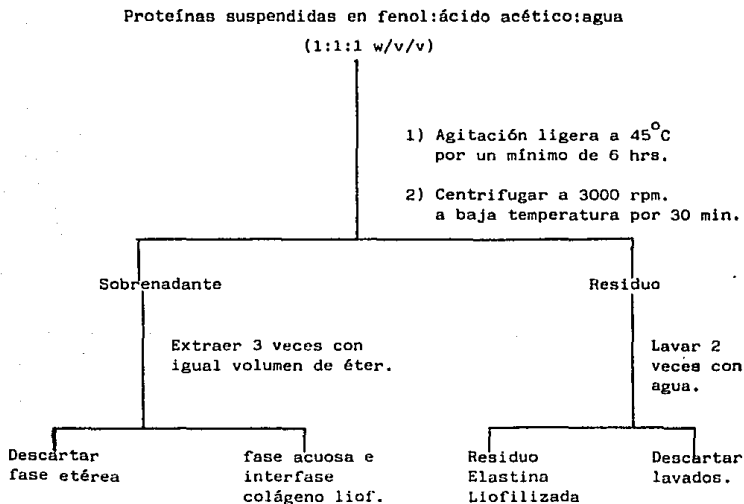 Proteínas suspendidas en fenol:ácido acético:agua
(1:1:1 w/v/v)
1) Agitación ligera a 45°C
por un mínimo de 6 hrs.
2) Centrifugar a 3000 rpm.
a baja temperatura por 30 min.
Sobrenadante
Residuo
Extraer 3 veces con
igual volumen de éter.
Lavar 2
veces con
agua.
Descartar
fase etérea
fase acuosa e
interfase
colágeno liof.
Residuo
Elastina
Liofilizada
Descartar
lavados.